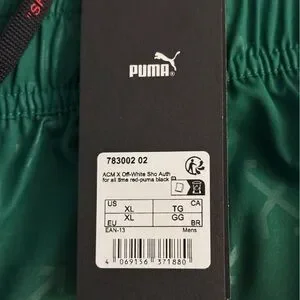 PUMA
783002 02
ACM X Off-White Sho Auth
for all time red-puma black
US XL TG CA
EU XL GG BR
EAN-13 Mens
4 069156 371880